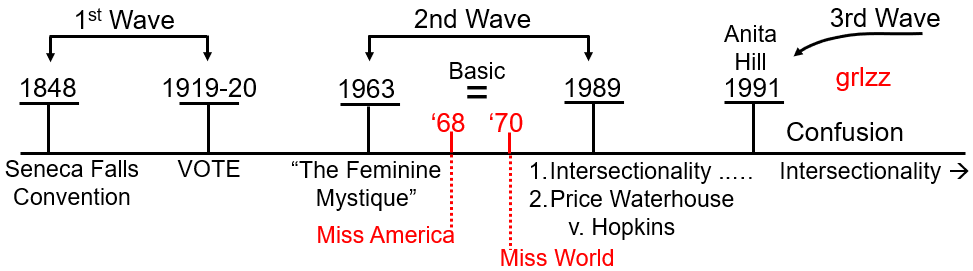 1st Wave
2nd Wave
3rd Wave
Anita
Hill
grlzz
1848
1919-20
1963
Basic
=
1989
1991
‘68
‘70
Confusion
Seneca Falls
Convention
VOTE
“The Feminine
Mystique”
1. Intersectionality .….
2. Price Waterhouse
v. Hopkins
Intersectionality →
Miss America
Miss World